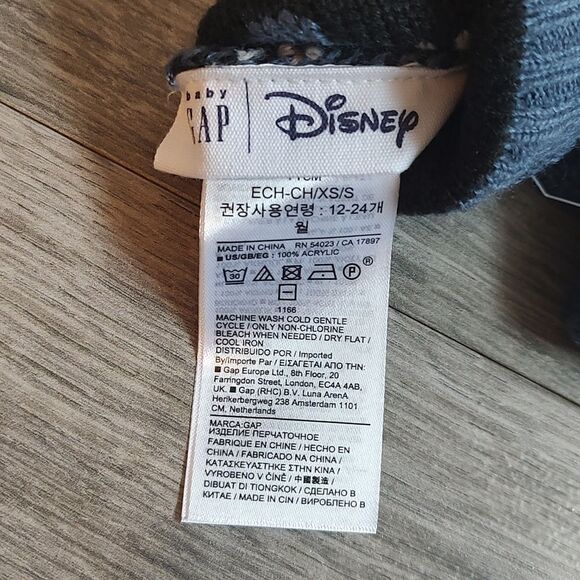 baby
GAP
Disney
ECH-CH/XS/S
권장사용연령 : 12-24개
월
MADE IN CHINA RN 54023 / CA 17897
US/GB/EG : 100% ACRYLIC
30 P ®
1166
MACHINE WASH COLD GENTLE
CYCLE / ONLY NON-CHLORINE
BLEACH WHEN NEEDED / DRY FLAT /
COOL IRON
DISTRIBUIDO POR / Imported
By/Importe Par / ΕΙΣΑΓΕΤΑΙ ΑΠΟ ΤΗΝ:
Gap Europe Ltd., 8th Floor, 20
Farringdon Street, London, EC4A 4AB,
UK. Gap (RHC) B.V. Luna ArenA
Herikerbergweg 238 Amsterdam 1101
CM, Netherlands
MARCA:GAP
ИЗДЕЛИЕ ПЕРЧАТОЧНОЕ
FABRIQUE EN CHINE / HECHO EN
CHINA / FABRICADO NA CHINA /
ΚΑΤΑΣΚΕΥΑΣΤΗΚΕ ΣΤΗΝ ΚΙΝΑ /
VYROBENO V ČÍNĚ / 中國製造 /
DIBUAT DI TIONGKOK / СДЕЛАНО В
КИТАЕ / MADE IN CIN / WYPRODUKOWANO B